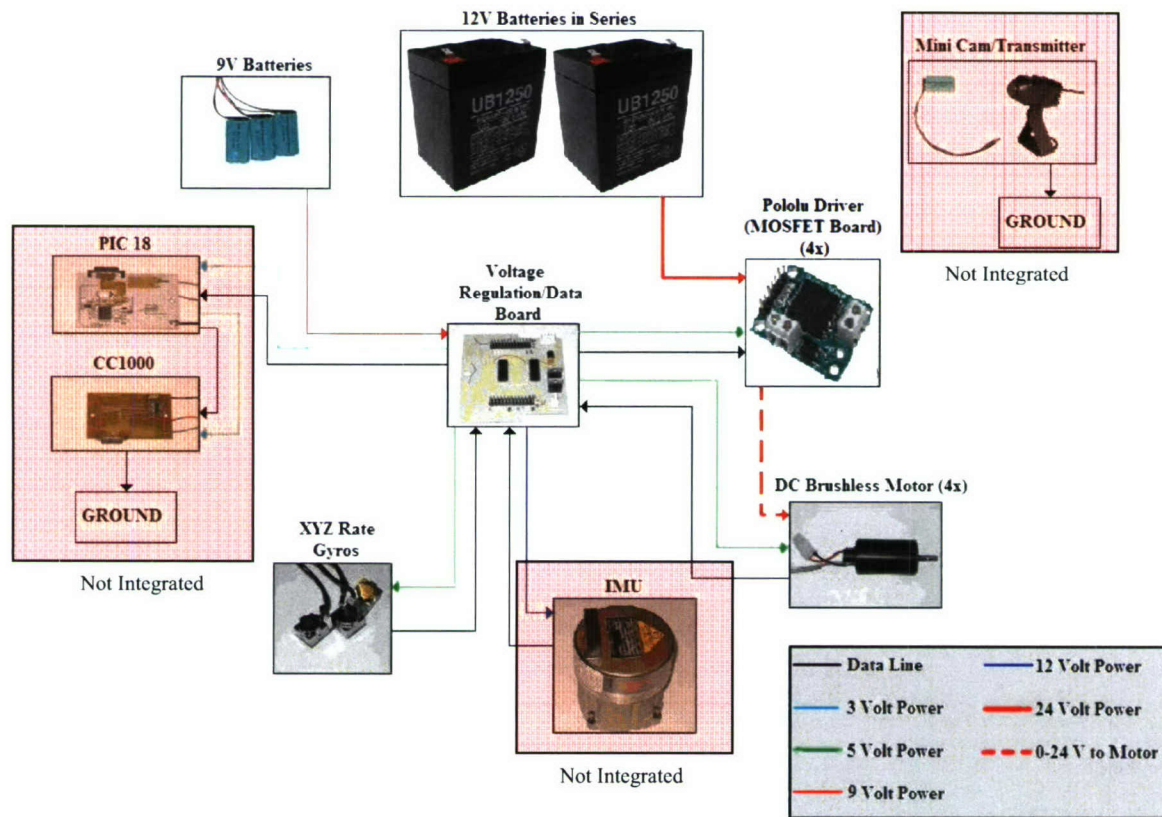 12V Batteries in Series
9V Batteries
UB1250
UB1250
Mini Cam/Transmitter
GROUND
Not Integrated
Pololu Driver
(MOSFET Board)
(4x)
PIC 18
Voltage
Regulation/Data
Board
CC1000
GROUND
Not Integrated
XYZ Rate
Gyros
IMU
Not Integrated
DC Brushless Motor (4x)
Data Line
12 Volt Power
3 Volt Power
24 Volt Power
5 Volt Power
0-24 V to Motor
9 Volt Power